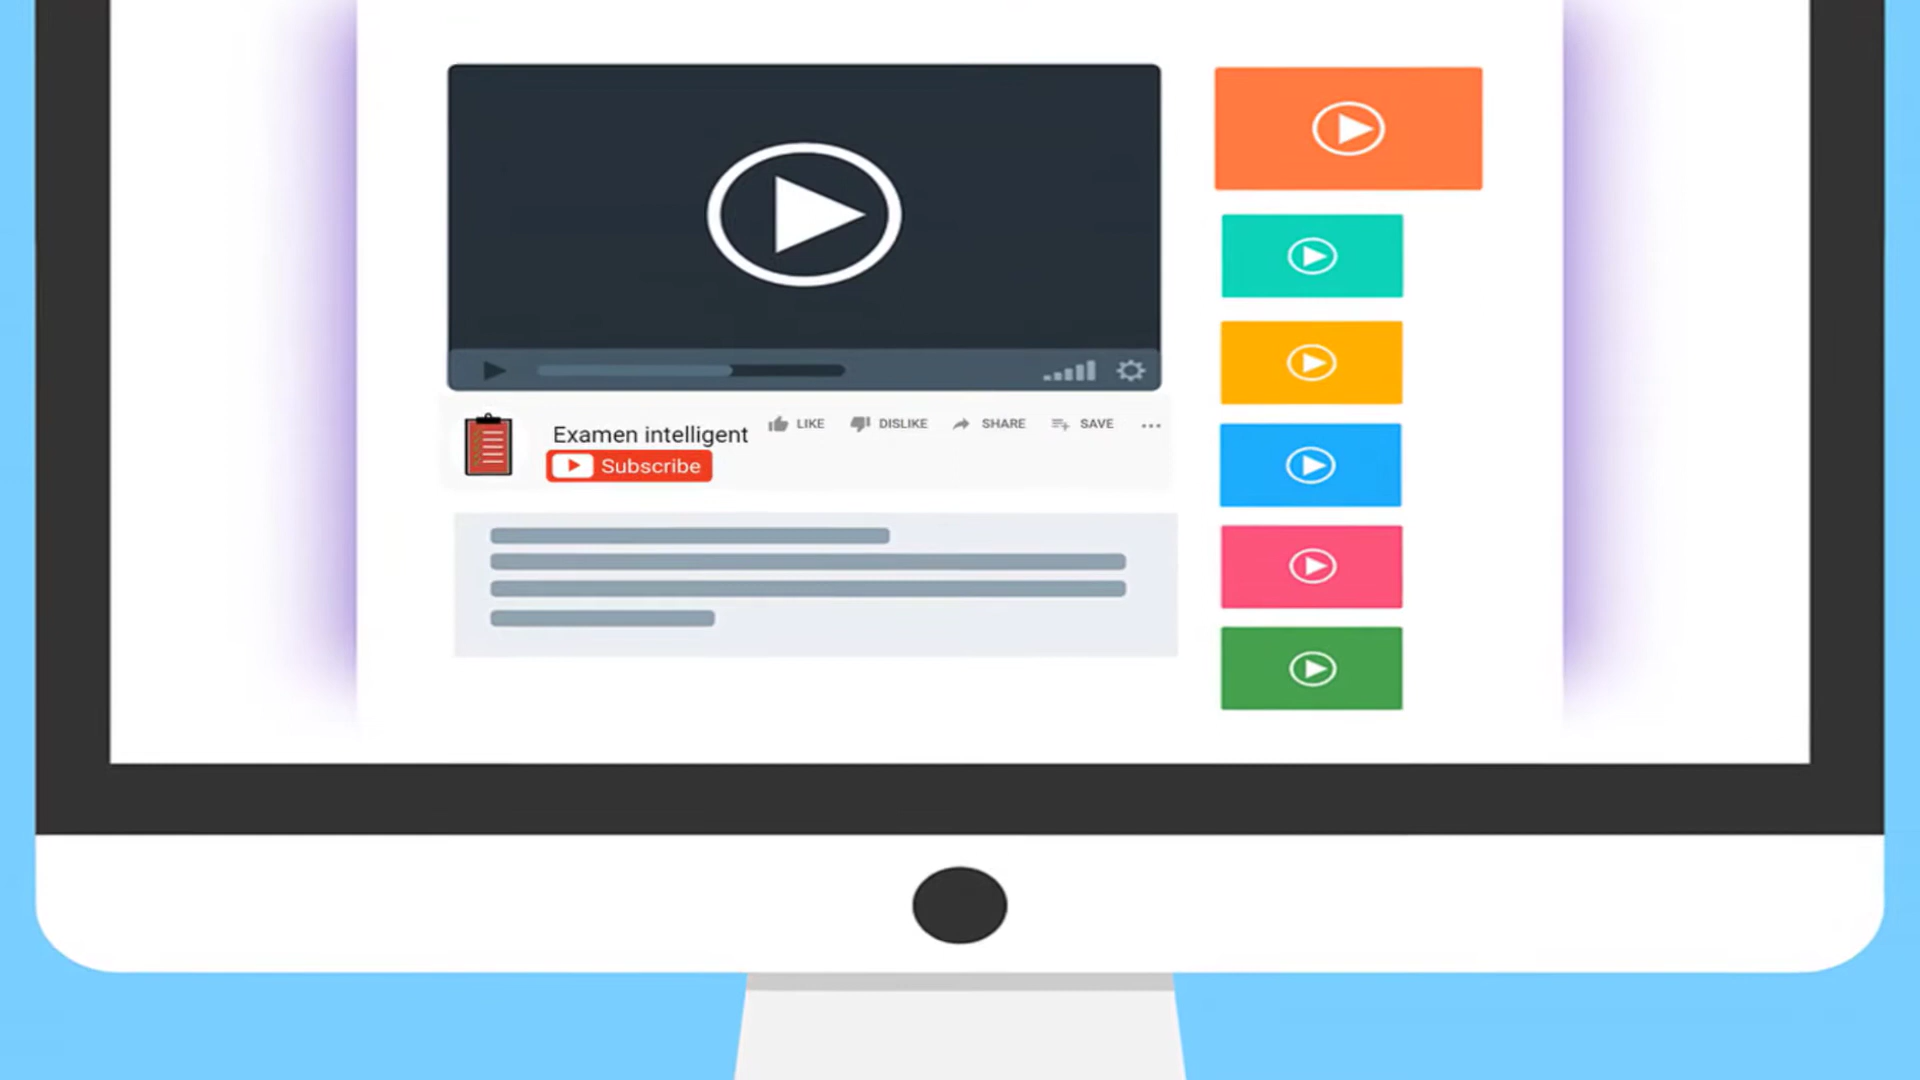 Examen intelligent
LIKE
DISLIKE
SHARE
SAVE
Subscribe